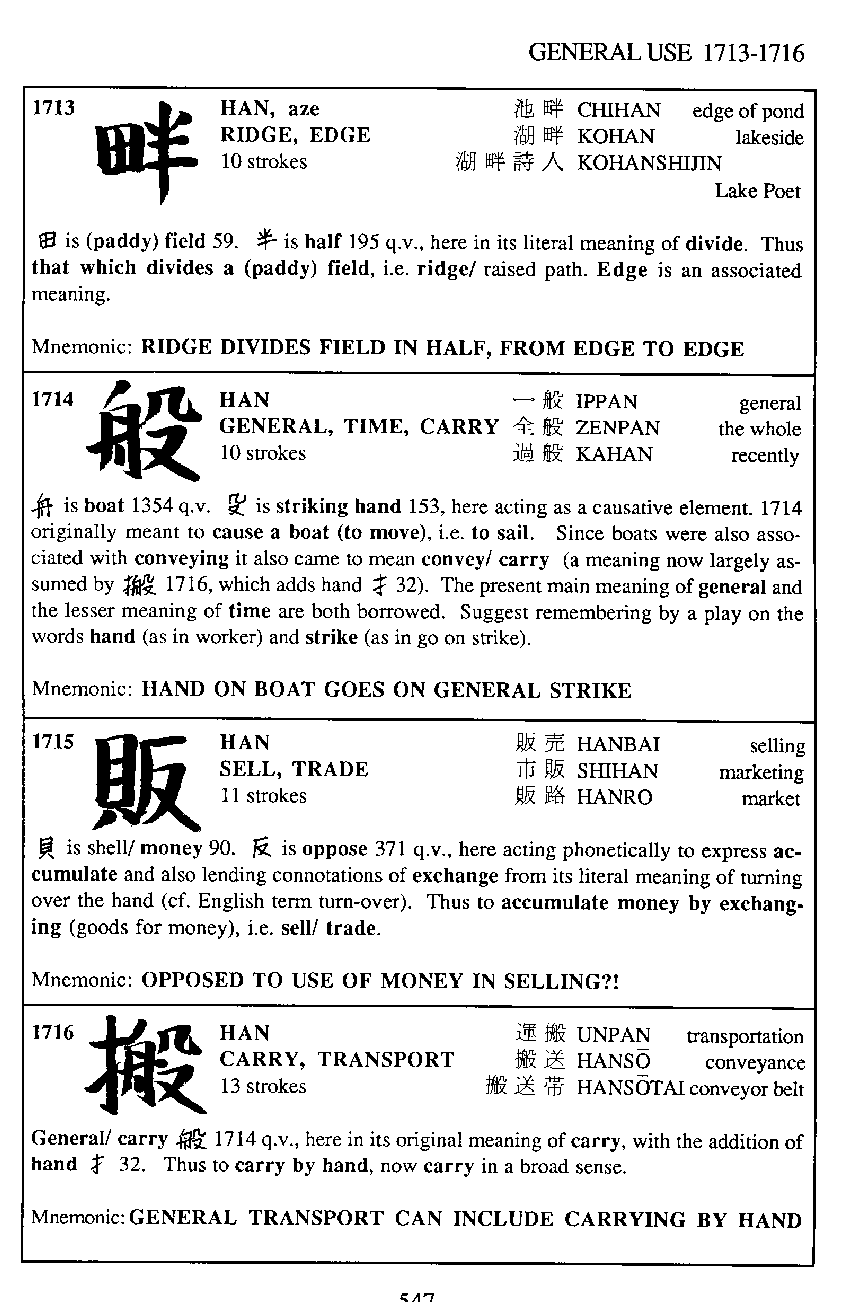 GENERAL USE 1713-1716
1713 畔 HAN, aze 池畔 CHIHAN edge of pond
RIDGE, EDGE 湖畔 KOHAN lakeside
10 strokes 湖畔詩人 KOHANSHIJIN
Lake Poet
田 is (paddy) field 59. 半 is half 195 q.v., here in its literal meaning of divide. Thus
that which divides a (paddy) field, i.e. ridge/ raised path. Edge is an associated
meaning.
Mnemonic: RIDGE DIVIDES FIELD IN HALF, FROM EDGE TO EDGE
1714 般 HAN 一般 IPPAN general
GENERAL, TIME, CARRY 全般 ZENPAN the whole
10 strokes 過般 KAHAN recently
舟 is boat 1354 q.v. 殳 is striking hand 153, here acting as a causative element. 1714
originally meant to cause a boat (to move), i.e. to sail. Since boats were also asso-
ciated with conveying it also came to mean convey/ carry (a meaning now largely as-
sumed by 搬 1716, which adds hand 扌 32). The present main meaning of general and
the lesser meaning of time are both borrowed. Suggest remembering by a play on the
words hand (as in worker) and strike (as in go on strike).
Mnemonic: HAND ON BOAT GOES ON GENERAL STRIKE
1715 販 HAN 販売 HANBAI selling
SELL, TRADE 市販 SHIHAN marketing
11 strokes 販路 HANRO market
貝 is shell/ money 90. 反 is oppose 371 q.v., here acting phonetically to express ac-
cumulate and also lending connotations of exchange from its literal meaning of turning
over the hand (cf. English term turn-over). Thus to accumulate money by exchang-
ing (goods for money), i.e. sell/ trade.
Mnemonic: OPPOSED TO USE OF MONEY IN SELLING?!
1716 搬 HAN 運搬 UNPAN transportation
CARRY, TRANSPORT 搬送 HANSŌ conveyance
13 strokes 搬送帯 HANSŌTAI conveyor belt
General/ carry 般 1714 q.v., here in its original meaning of carry, with the addition of
hand 扌 32. Thus to carry by hand, now carry in a broad sense.
Mnemonic: GENERAL TRANSPORT CAN INCLUDE CARRYING BY HAND
547